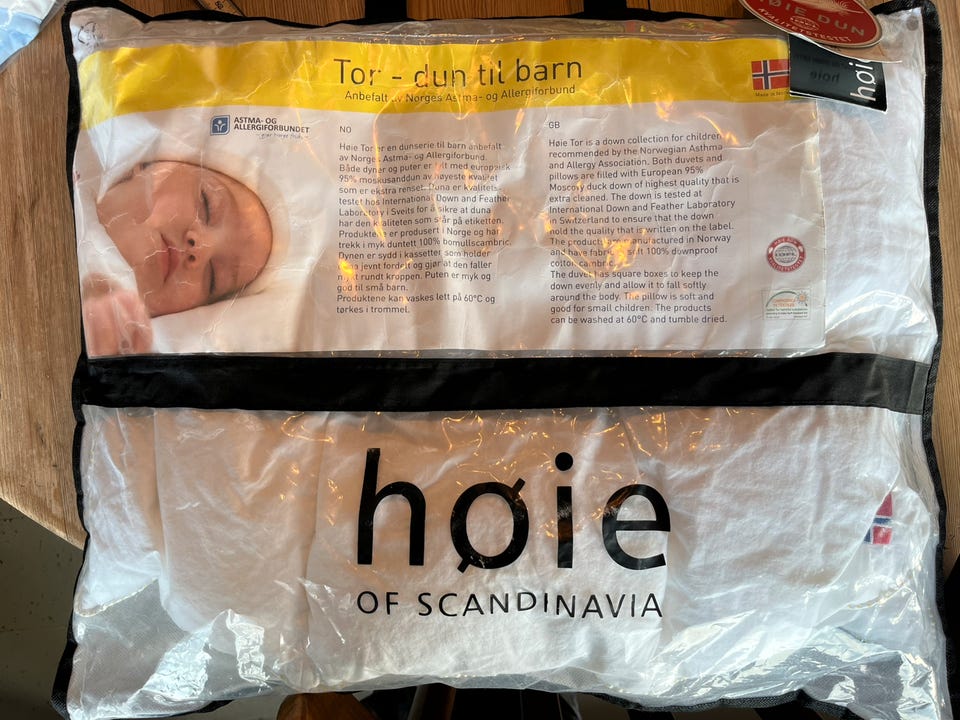 HØIE DUN
KVALITETSTESTET
høie
Tor - dun til barn
Anbefalt av Norges Astma- og Allergiforbund
Made in
ASTMA- OG
ALLERGIFORBUNDET
NO
Høie Tor er en dunserie til barn anbefalt
av Norges Astma- og Allergiforbund.
Både dyner og puter er fylt med europeisk
95% moskusanddun av høyeste kvalitet
som er ekstra renset. Duna er kvalitets-
testet hos International Down and Feather
Laboratory i Sveits for å sikre at duna
har den kvaliteten som står på etiketten.
Produktene er produsert i Norge og har
trekk i myk duntett 100% bomullscambric.
Dynen er sydd i kassetter som holder
duna jevnt fordelt og gjør at den faller
mykt rundt kroppen. Puten er myk og
god til små barn.
Produktene kan vaskes lett på 60°C og
tørkes i trommel.
GB
Høie Tor is a down collection for children
recommended by the Norwegian Asthma
and Allergy Association. Both duvets and
pillows are filled with European 95%
Moscovy duck down of highest quality that is
extra cleaned. The down is tested at
International Down and Feather Laboratory
in Switzerland to ensure that the down
hold the quality that is written on the label.
The products are manufactured in Norway
and have extra soft 100% downproof
cotton cambric.
The duvet has square boxes to keep the
down evenly and allow it to fall softly
around the body. The pillow is soft and
good for small children. The products
can be washed at 60°C and tumble dried.
høie
OF SCANDINAVIA